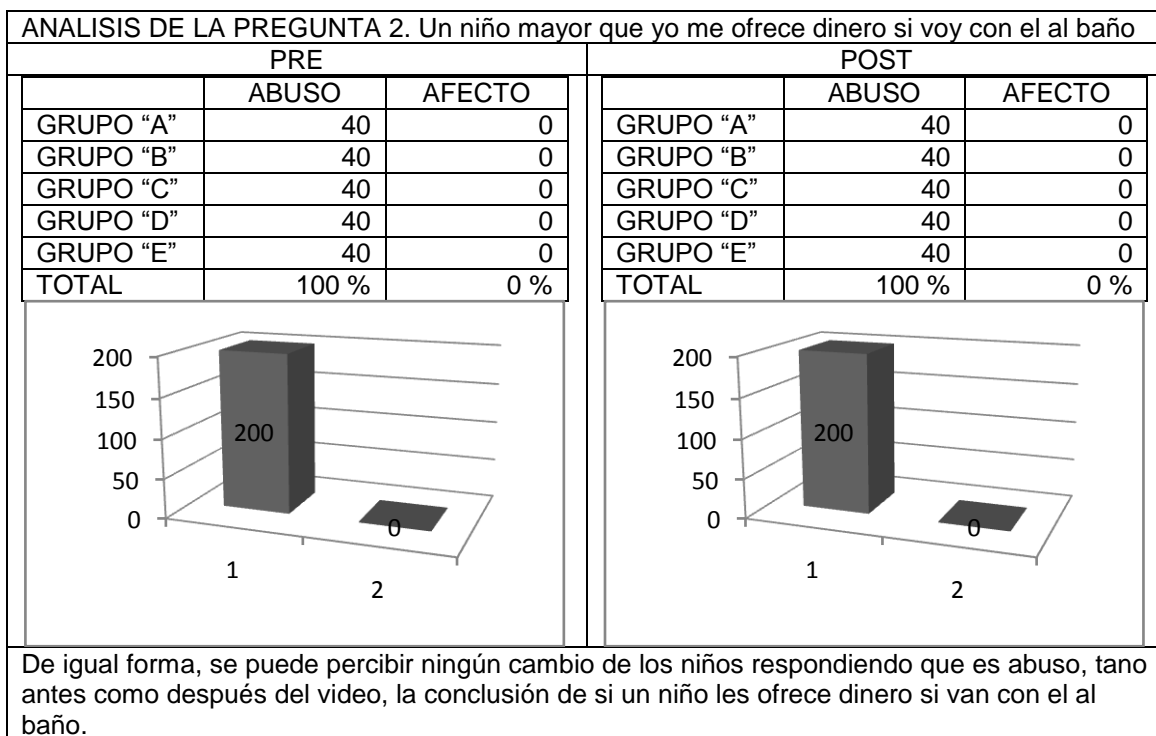 ANALISIS DE LA PREGUNTA 2. Un niño mayor que yo me ofrece dinero si voy con el al baño
PRE POST
ABUSO AFECTO ABUSO AFECTO
GRUPO “A” 40 0 GRUPO “A” 40 0
GRUPO “B” 40 0 GRUPO “B” 40 0
GRUPO “C” 40 0 GRUPO “C” 40 0
GRUPO “D” 40 0 GRUPO “D” 40 0
GRUPO “E” 40 0 GRUPO “E” 40 0
TOTAL 100 % 0 % TOTAL 100 % 0 %
200
150
100
50
0
200
0
1
2
200
150
100
50
0
200
0
1
2
De igual forma, se puede percibir ningún cambio de los niños respondiendo que es abuso, tano
antes como después del video, la conclusión de si un niño les ofrece dinero si van con el al
baño.